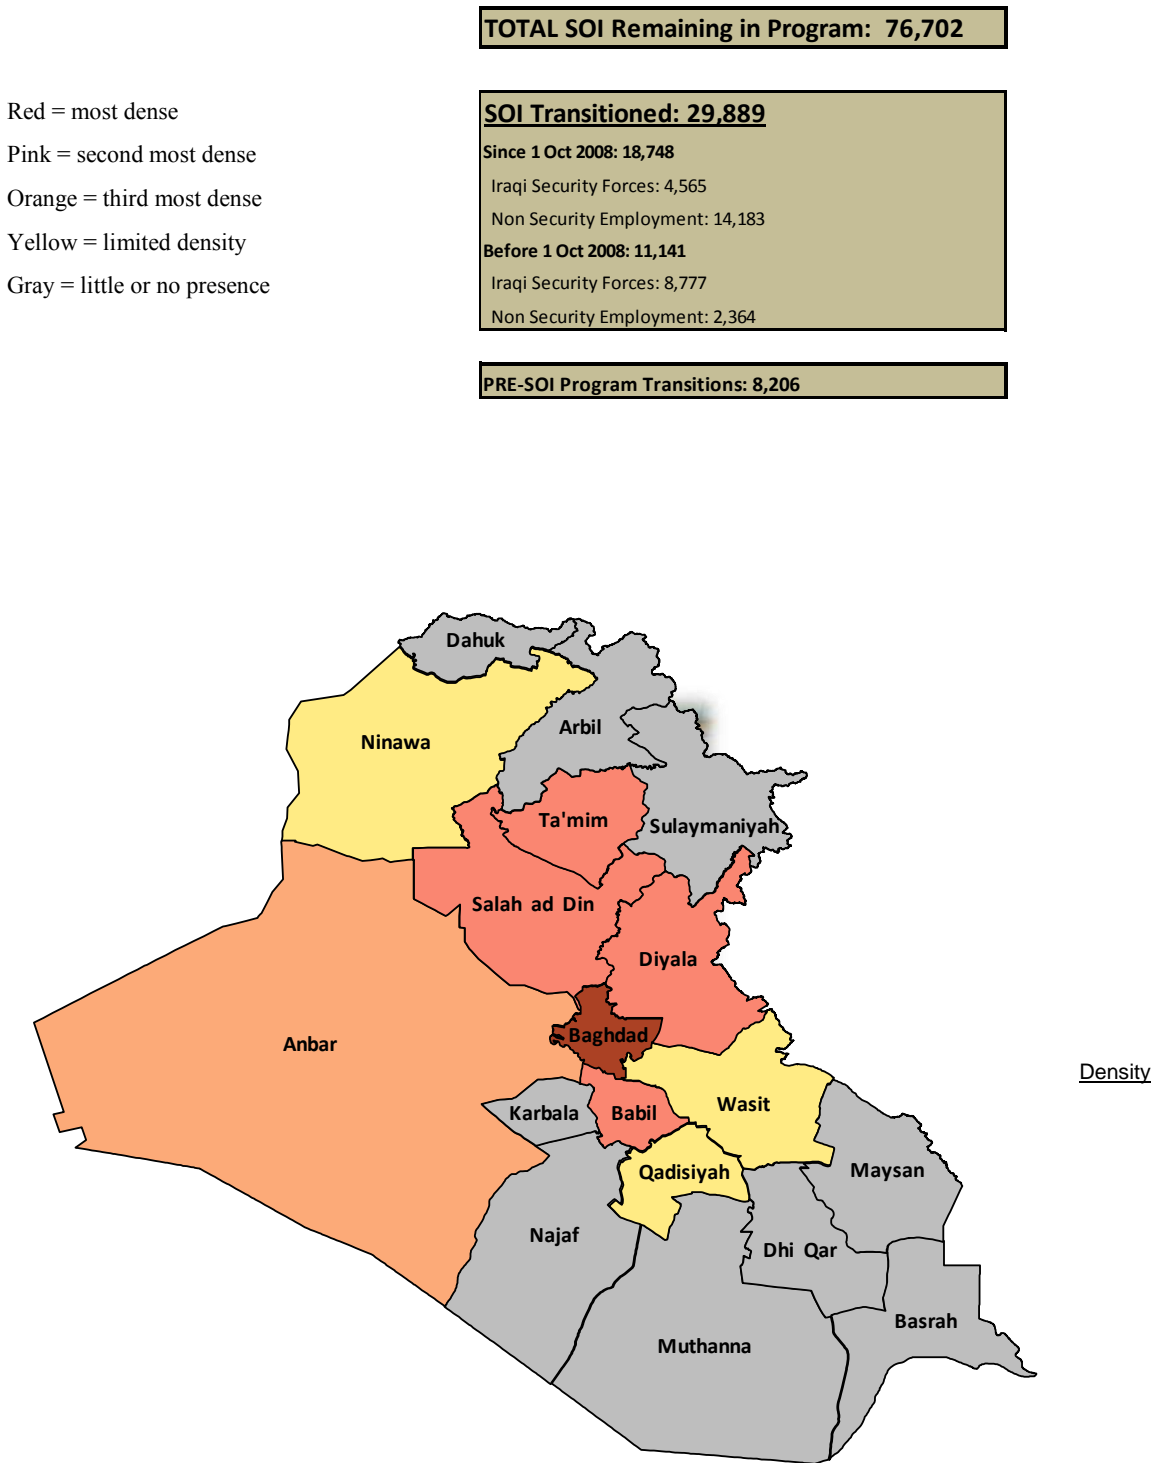 TOTAL SOI Remaining in Program: 76,702
Red = most dense
Pink = second most dense
Orange = third most dense
Yellow = limited density
Gray = little or no presence
SOI Transitioned: 29,889
Since 1 Oct 2008: 18,748
Iraqi Security Forces: 4,565
Non Security Employment: 14,183
Before 1 Oct 2008: 11,141
Iraqi Security Forces: 8,777
Non Security Employment: 2,364
PRE-SOI Program Transitions: 8,206
Dahuk
Arbil
Ninawa
Ta'mim
Sulaymaniyah
Salah ad Din
Diyala
Baghdad
Anbar
Density
Karbala
Babil
Wasit
Qadisiyah
Maysan
Najaf
Dhi Qar
Basrah
Muthanna